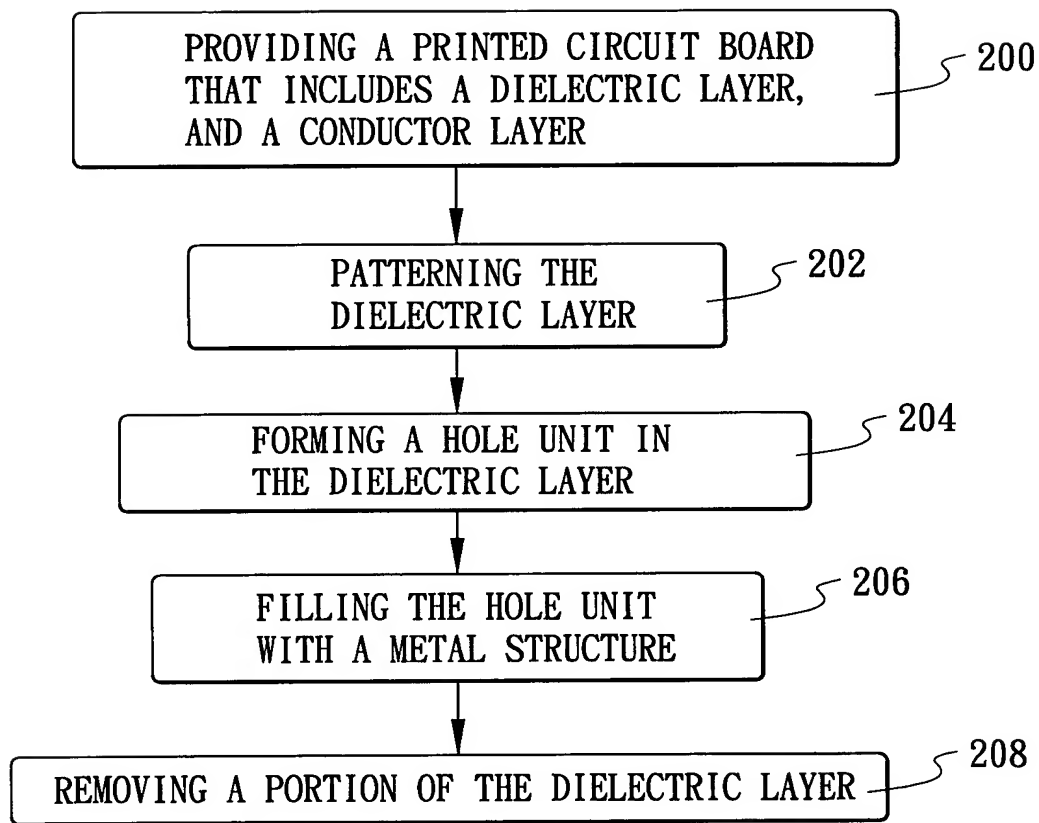 PROVIDING A PRINTED CIRCUIT BOARD
THAT INCLUDES A DIELECTRIC LAYER,
AND A CONDUCTOR LAYER
200
PATTERNING THE
DIELECTRIC LAYER
202
FORMING A HOLE UNIT IN
THE DIELECTRIC LAYER
204
FILLING THE HOLE UNIT
WITH A METAL STRUCTURE
206
REMOVING A PORTION OF THE DIELECTRIC LAYER
208